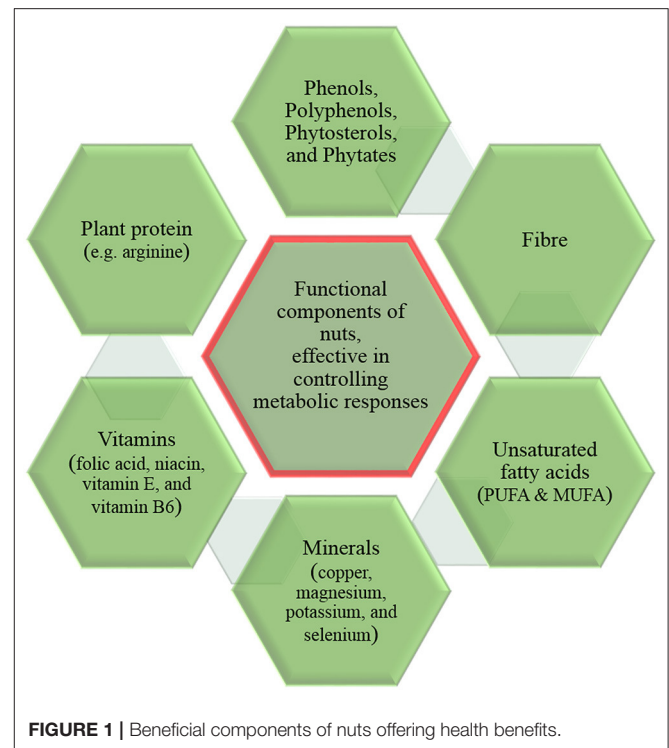 Phenols,
Polyphenols,
Phytosterols,
and Phytates
Plant protein
(e.g. arginine)
Fibre
Functional
components of
nuts,
effective in
controlling
metabolic responses
Vitamins
(folic acid, niacin,
vitamin E, and
vitamin B6)
Unsaturated
fatty acids
(PUFA & MUFA)
Minerals
(copper,
magnesium,
potassium, and
selenium)
FIGURE 1 | Beneficial components of nuts offering health benefits.